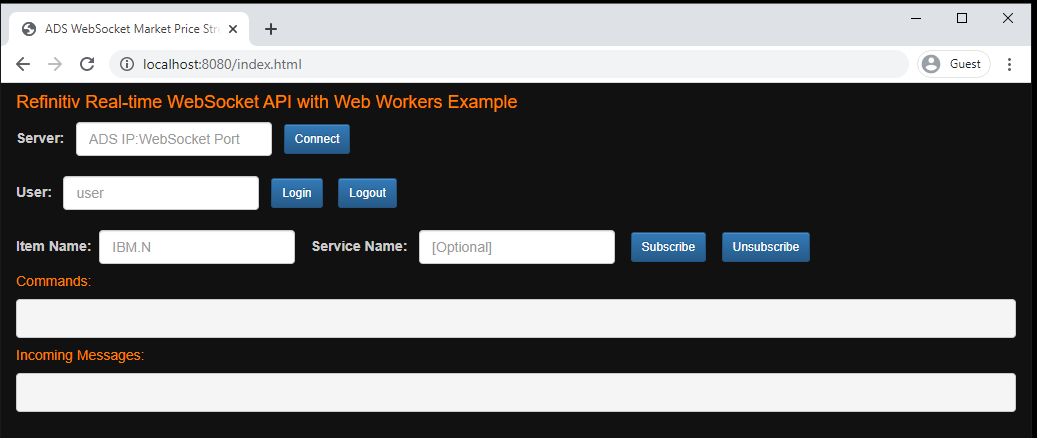 ADS WebSocket Market Price Str
localhost:8080/index.html
Guest
Refinitiv Real-time WebSocket API with Web Workers Example
Server: ADS IP:WebSocket Port Connect
User: user Login Logout
Item Name: IBM.N Service Name: [Optional] Subscribe Unsubscribe
Commands:
Incoming Messages: